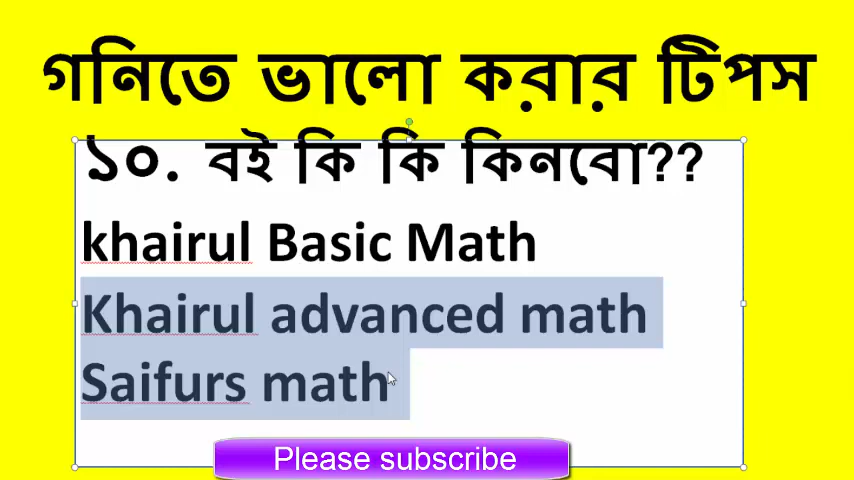 গনিতে ভালো করার টিপস
১০. বই কি কি কিনবো??
khairul Basic Math
Khairul advanced math
Saifurs math
Please subscribe